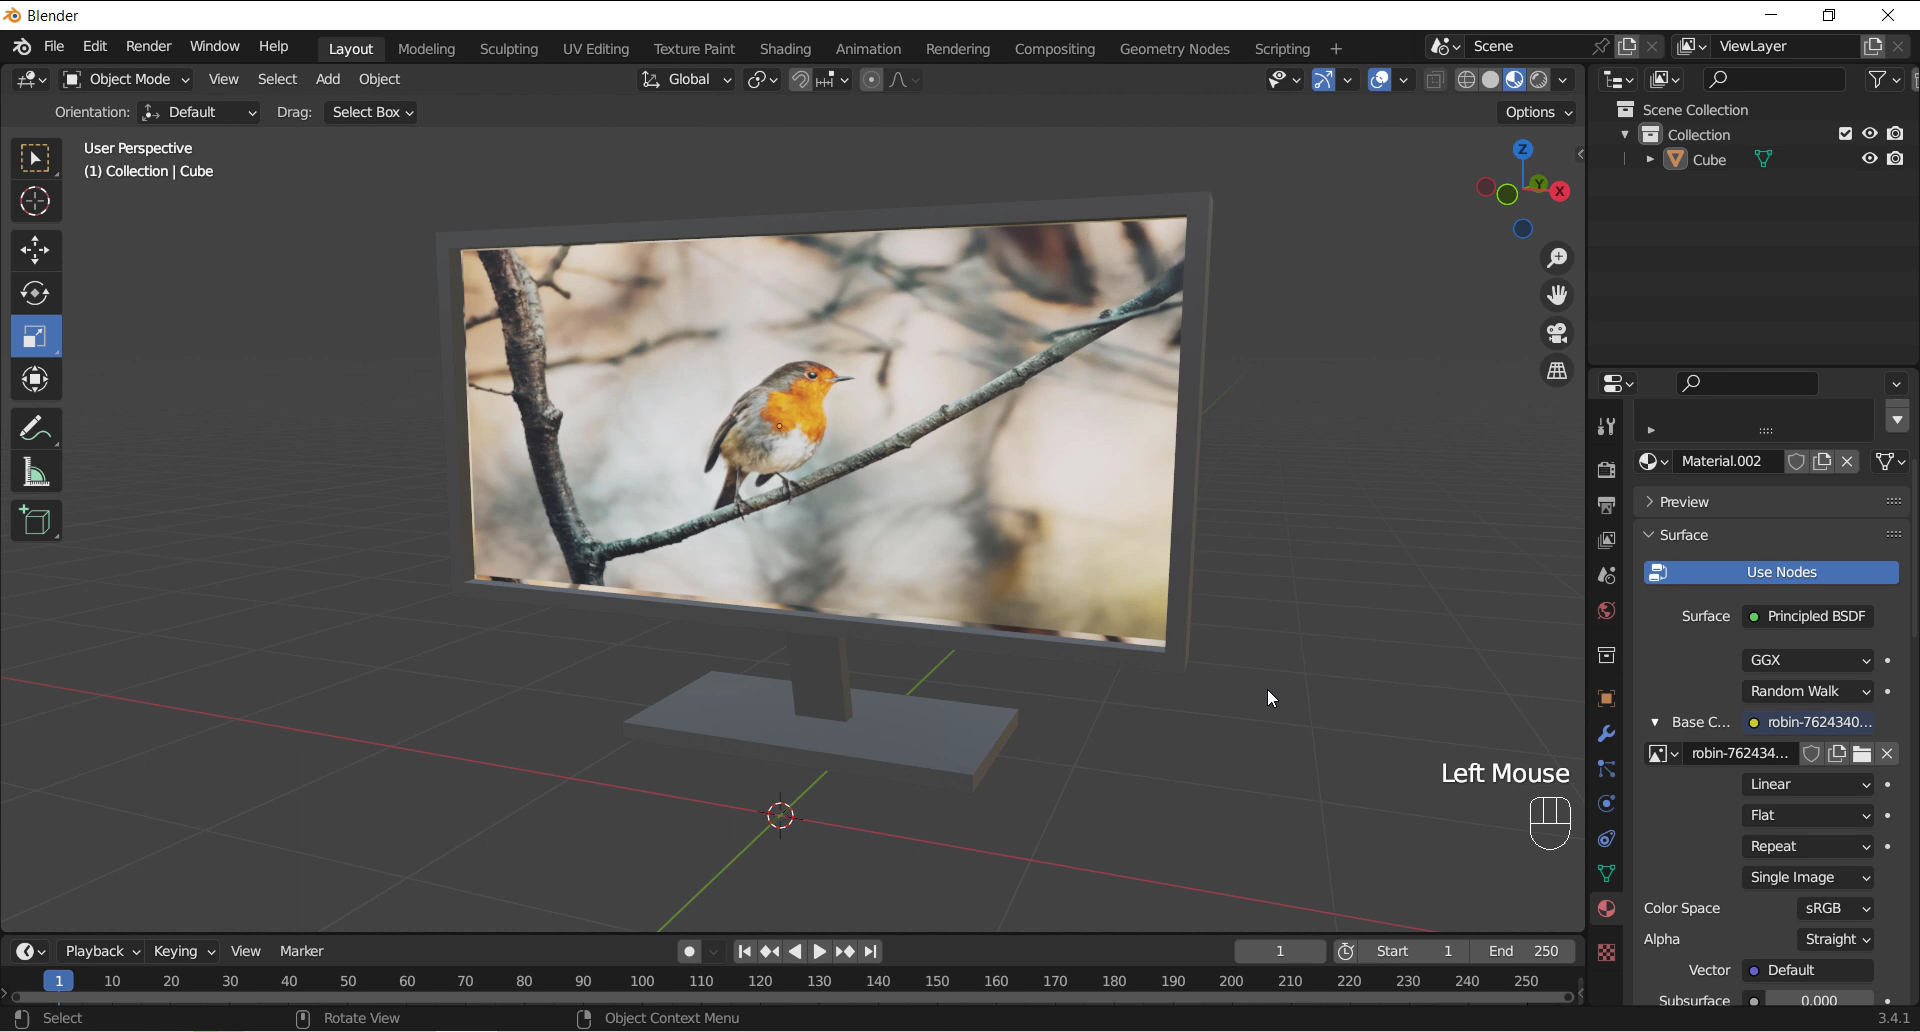 Blender
File Edit Render Window Help Layout Modeling Sculpting UV Editing Texture Paint Shading Animation Rendering Compositing Geometry Nodes Scripting + Scene ViewLayer
Object Mode View Select Add Object Global
Orientation: Default Drag: Select Box Options
User Perspective
(1) Collection | Cube
Z
Y
X
Scene Collection
Collection
Cube
Material.002
Preview
Surface
Use Nodes
Surface Principled BSDF
GGX
Random Walk
Base C... robin-7624340...
robin-762434...
Linear
Flat
Repeat
Single Image
Color Space sRGB
Alpha Straight
Vector Default
Subsurface 0.000
Left Mouse
Playback Keying View Marker 1 Start 1 End 250
1 10 20 30 40 50 60 70 80 90 100 110 120 130 140 150 160 170 180 190 200 210 220 230 240 250
Select Rotate View Object Context Menu 3.4.1